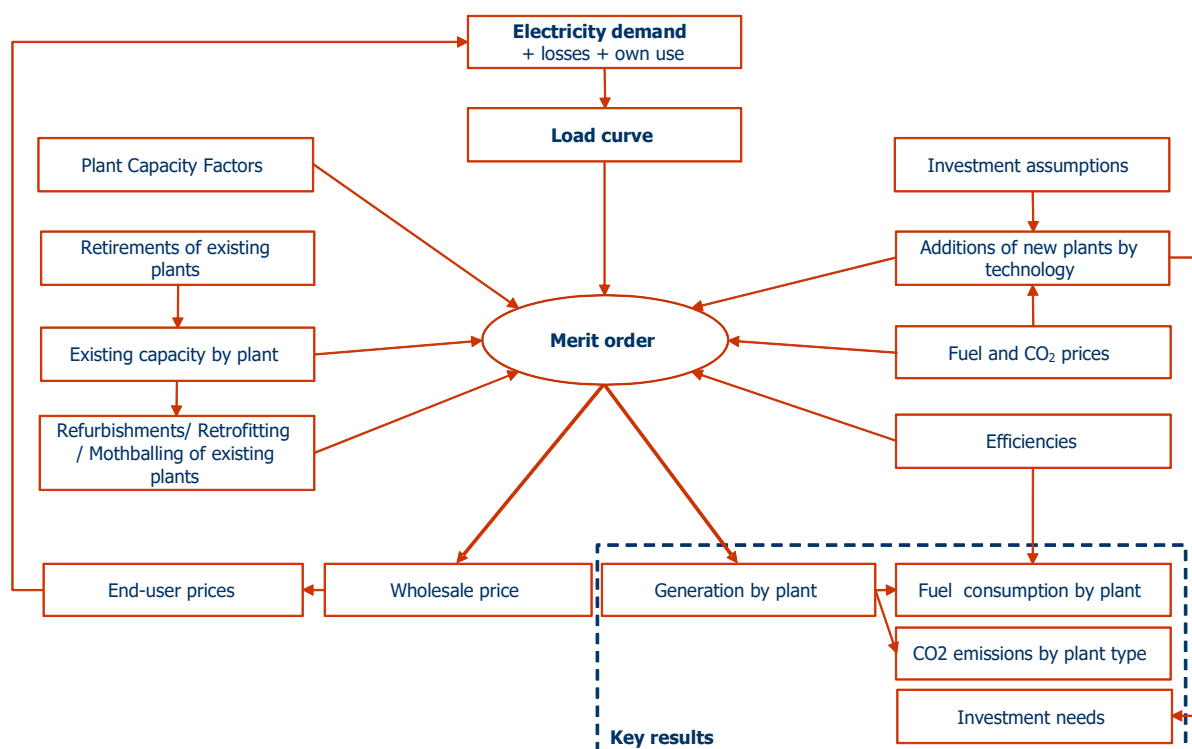 Electricity demand
+ losses + own use
Load curve
Plant Capacity Factors
Investment assumptions
Retirements of existing
plants
Additions of new plants by
technology
Merit order
Existing capacity by plant
Fuel and CO₂ prices
Refurbishments/ Retrofitting
/ Mothballing of existing
plants
Efficiencies
End-user prices
Wholesale price
Generation by plant
Fuel  consumption by plant
CO2 emissions by plant type
Investment needs
Key results